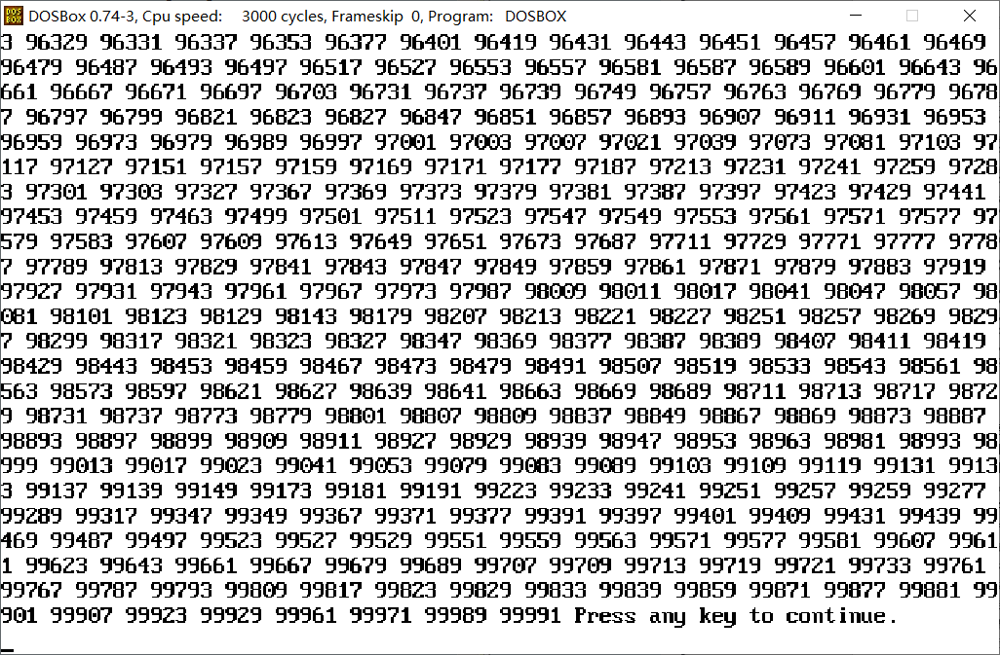 DOSBox 0.74-3, Cpu speed: 3000 cycles, Frameskip 0, Program: DOSBOX
3 96329 96331 96337 96353 96377 96401 96419 96431 96443 96451 96457 96461 96469
96479 96487 96493 96497 96517 96527 96553 96557 96581 96587 96589 96601 96643 96
661 96667 96671 96697 96703 96731 96737 96739 96749 96757 96763 96769 96779 9678
7 96797 96799 96821 96823 96827 96847 96851 96857 96893 96907 96911 96931 96953
96959 96973 96979 96989 96997 97001 97003 97007 97021 97039 97073 97081 97103 97
117 97127 97151 97157 97159 97169 97171 97177 97187 97213 97231 97241 97259 9728
3 97301 97303 97327 97367 97369 97373 97379 97381 97387 97397 97423 97429 97441
97453 97459 97463 97499 97501 97511 97523 97547 97549 97553 97561 97571 97577 97
579 97583 97607 97609 97613 97649 97651 97673 97687 97711 97729 97771 97777 9778
7 97789 97813 97829 97841 97843 97847 97849 97859 97861 97871 97879 97883 97919
97927 97931 97943 97961 97967 97973 97987 98009 98011 98017 98041 98047 98057 98
081 98101 98123 98129 98143 98179 98207 98213 98221 98227 98251 98257 98269 9829
7 98299 98317 98321 98323 98327 98347 98369 98377 98387 98389 98407 98411 98419
98429 98443 98453 98459 98467 98473 98479 98491 98507 98519 98533 98543 98561 98
563 98573 98597 98621 98627 98639 98641 98663 98669 98689 98711 98713 98717 9872
9 98731 98737 98773 98779 98801 98807 98809 98837 98849 98867 98869 98873 98887
98893 98897 98899 98909 98911 98927 98929 98939 98947 98953 98963 98981 98993 98
999 99013 99017 99023 99041 99053 99079 99083 99089 99103 99109 99119 99131 9913
3 99137 99139 99149 99173 99181 99191 99223 99233 99241 99251 99257 99259 99277
99289 99317 99347 99349 99367 99371 99377 99391 99397 99401 99409 99431 99439 99
469 99487 99497 99523 99527 99529 99551 99559 99563 99571 99577 99581 99607 9961
1 99623 99643 99661 99667 99679 99689 99707 99709 99713 99719 99721 99733 99761
99767 99787 99793 99809 99817 99823 99829 99833 99839 99859 99871 99877 99881 99
901 99907 99923 99929 99961 99971 99989 99991 Press any key to continue.